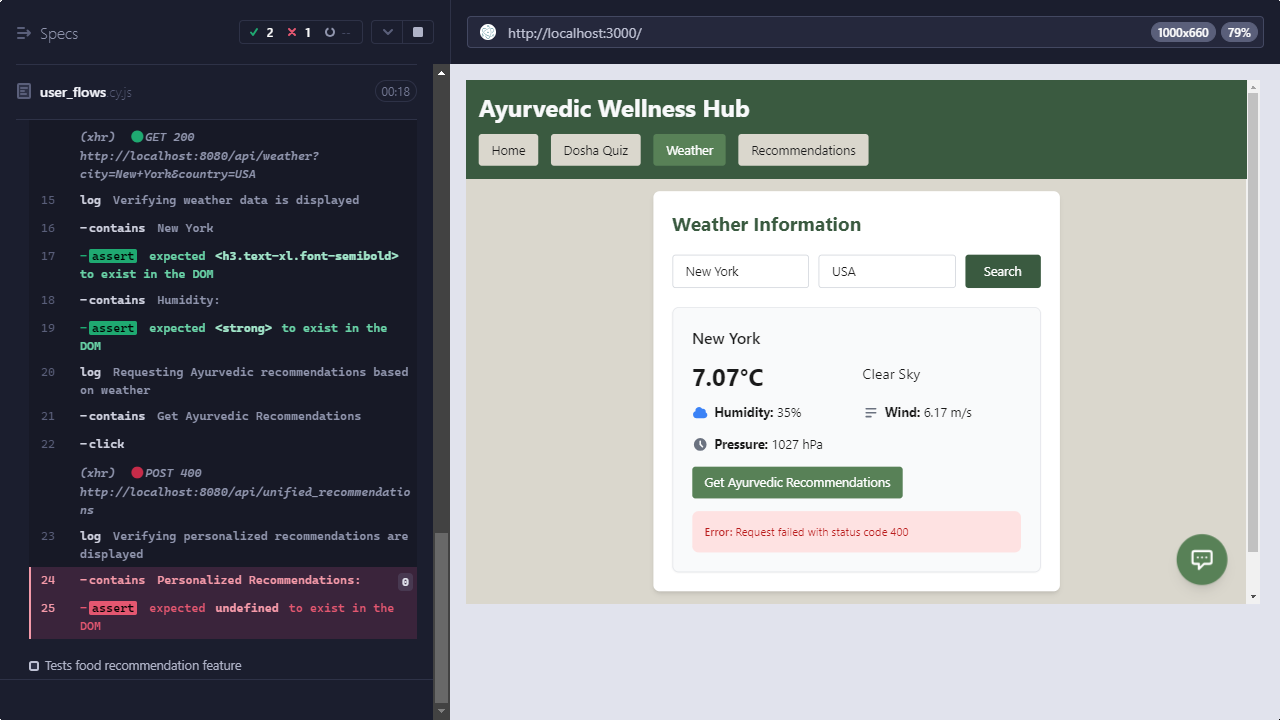 Specs
2
1
--
user_flows.cy.js
00:18
(xhr) GET 200
http://localhost:8080/api/weather?
city=New+York&country=USA
15 log Verifying weather data is displayed
16 -contains New York
17 -assert expected <h3.text-xl.font-semibold>
to exist in the DOM
18 -contains Humidity:
19 -assert expected <strong> to exist in the
DOM
20 log Requesting Ayurvedic recommendations based
on weather
21 -contains Get Ayurvedic Recommendations
22 -click
(xhr) POST 400
http://localhost:8080/api/unified_recommendatio
ns
23 log Verifying personalized recommendations are
displayed
24 -contains Personalized Recommendations: 0
25 -assert expected undefined to exist in the
DOM
Tests food recommendation feature
http://localhost:3000/
1000x660
79%
Ayurvedic Wellness Hub
Home
Dosha Quiz
Weather
Recommendations
Weather Information
New York
USA
Search
New York
7.07°C
Clear Sky
Humidity: 35%
Wind: 6.17 m/s
Pressure: 1027 hPa
Get Ayurvedic Recommendations
Error: Request failed with status code 400